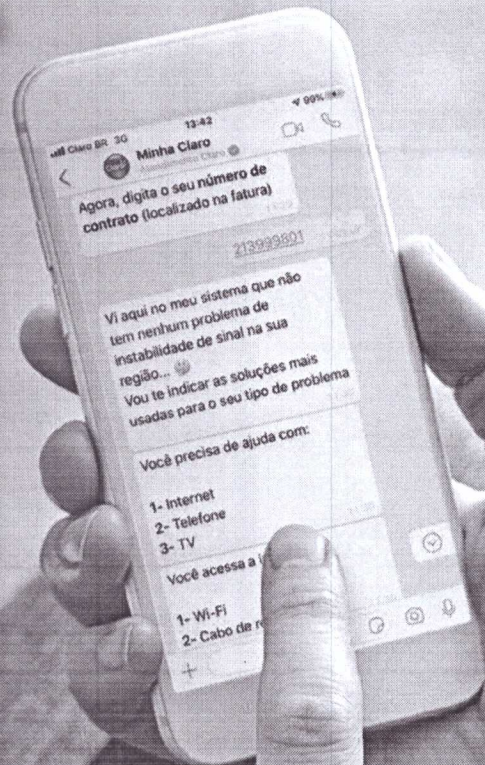 Claro BR 3G
13:42
99%
Minha Claro
Atendimento Claro
Agora, digita o seu número de
contrato (localizado na fatura)
213999801
Vi aqui no meu sistema que não
tem nenhum problema de
instabilidade de sinal na sua
região...
Vou te indicar as soluções mais
usadas para o seu tipo de problema
Você precisa de ajuda com:
1- Internet
2- Telefone
3- TV
Você acessa a
1- Wi-Fi
2- Cabo de